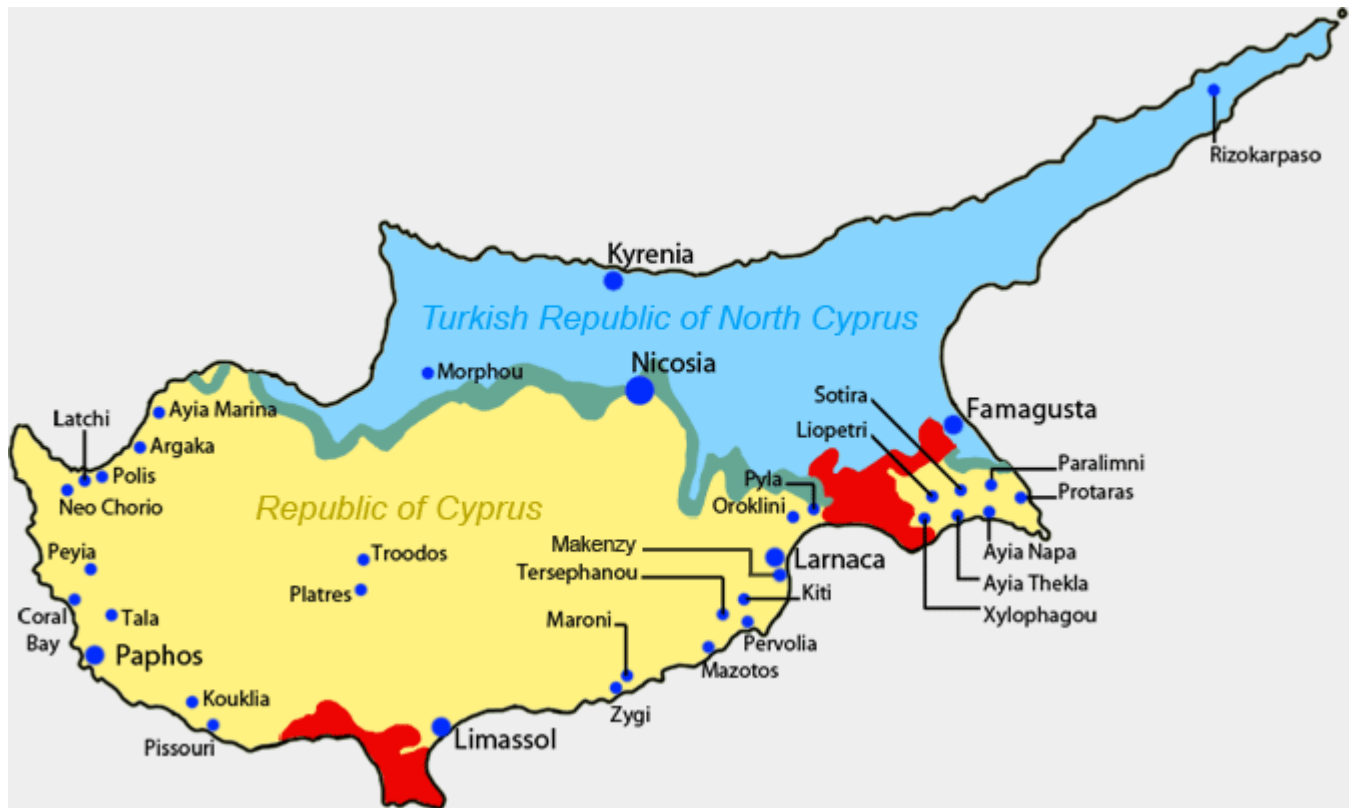 Rizokarpaso
Kyrenia
Turkish Republic of North Cyprus
Nicosia
Morphou
Sotira
Famagusta
Latchi
Ayia Marina
Liopetri
Argaka
Paralimni
Polis
Pyla
Protaras
Neo Chorio
Republic of Cyprus
Oroklini
Peyia
Troodos
Makenzy
Larnaca
Ayia Napa
Tersephanou
Ayia Thekla
Platres
Kiti
Coral
Bay
Tala
Maroni
Xylophagou
Pervolia
Paphos
Mazotos
Kouklia
Zygi
Pissouri
Limassol